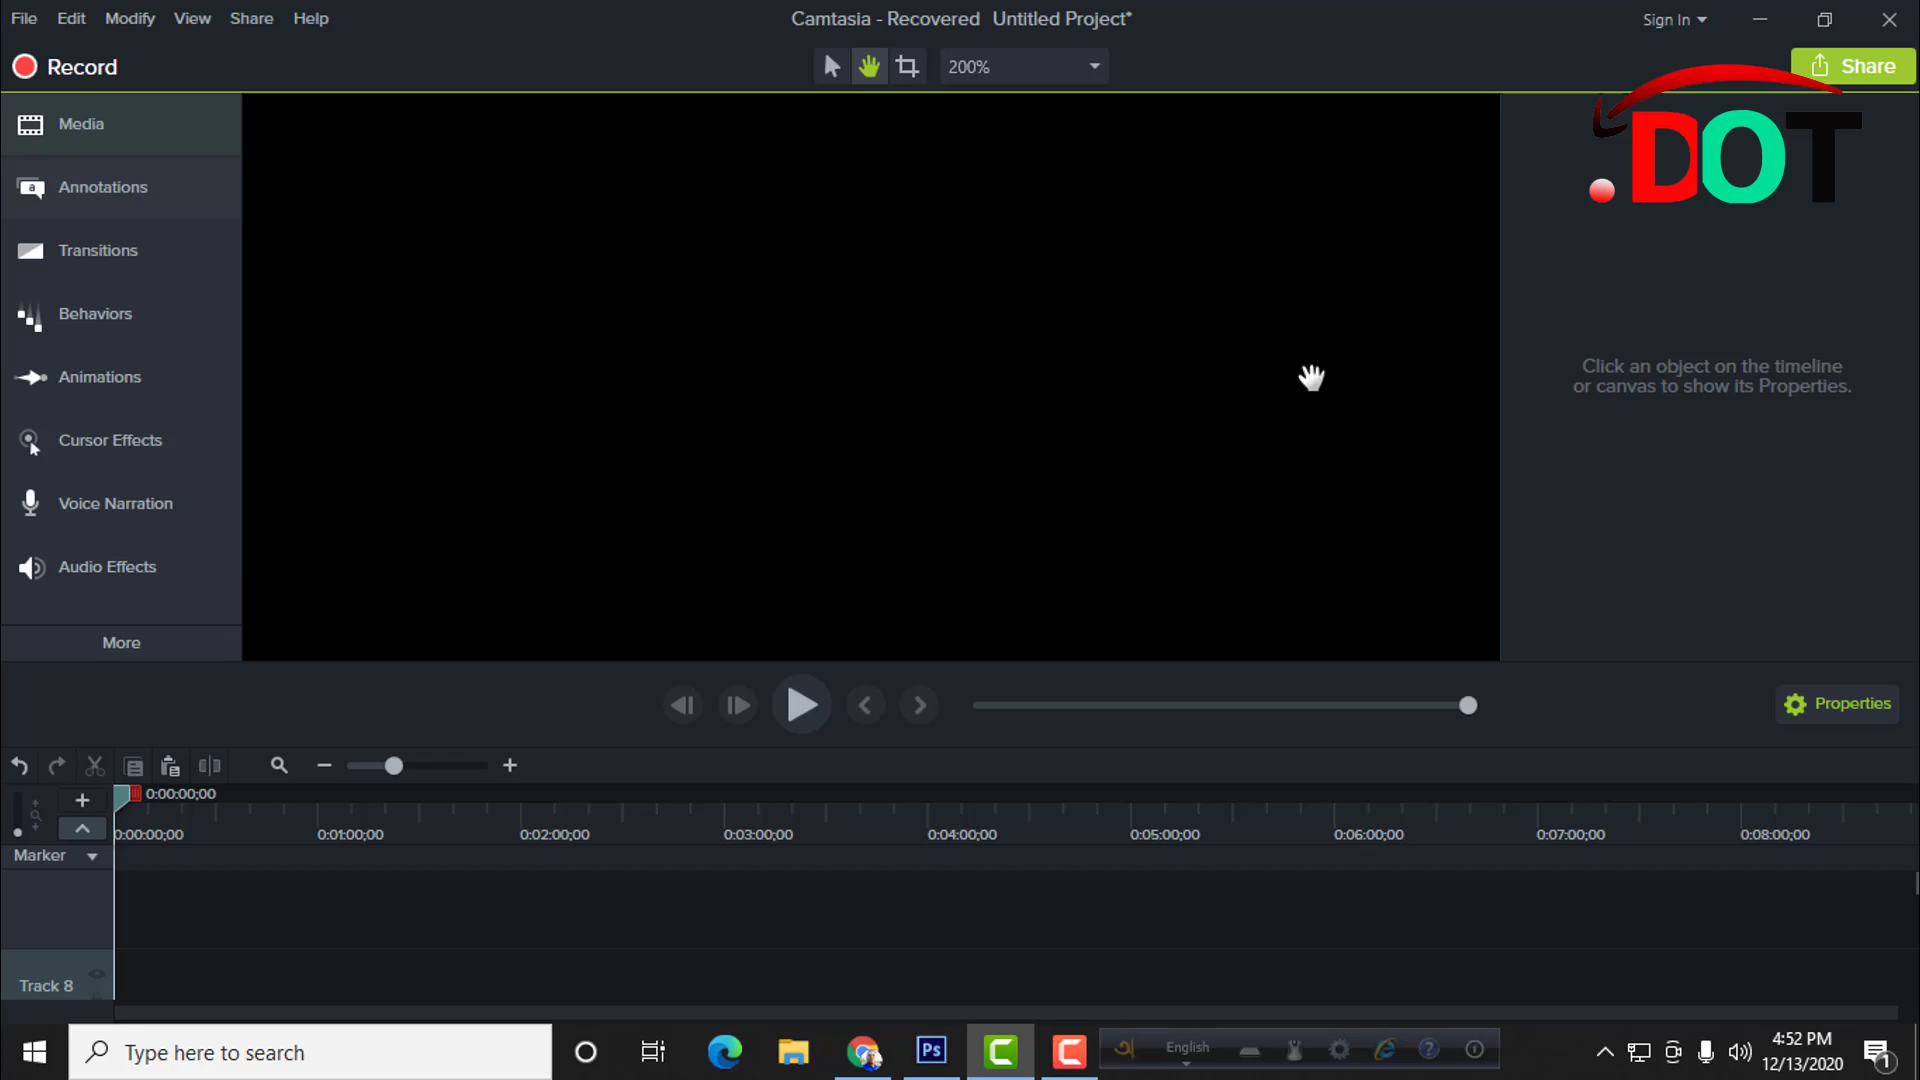 File Edit Modify View Share Help
Camtasia - Recovered Untitled Project*
Sign In
Record
200%
Share
.DOT
Media
Annotations
Transitions
Behaviors
Animations
Cursor Effects
Voice Narration
Audio Effects
More
Click an object on the timeline
or canvas to show its Properties.
Properties
0:00:00;00
0:00:00;00 0:01:00;00 0:02:00;00 0:03:00;00 0:04:00;00 0:05:00;00 0:06:00;00 0:07:00;00 0:08:00;00
Marker
Track 8
Type here to search
Ps
English
4:52 PM
12/13/2020
1